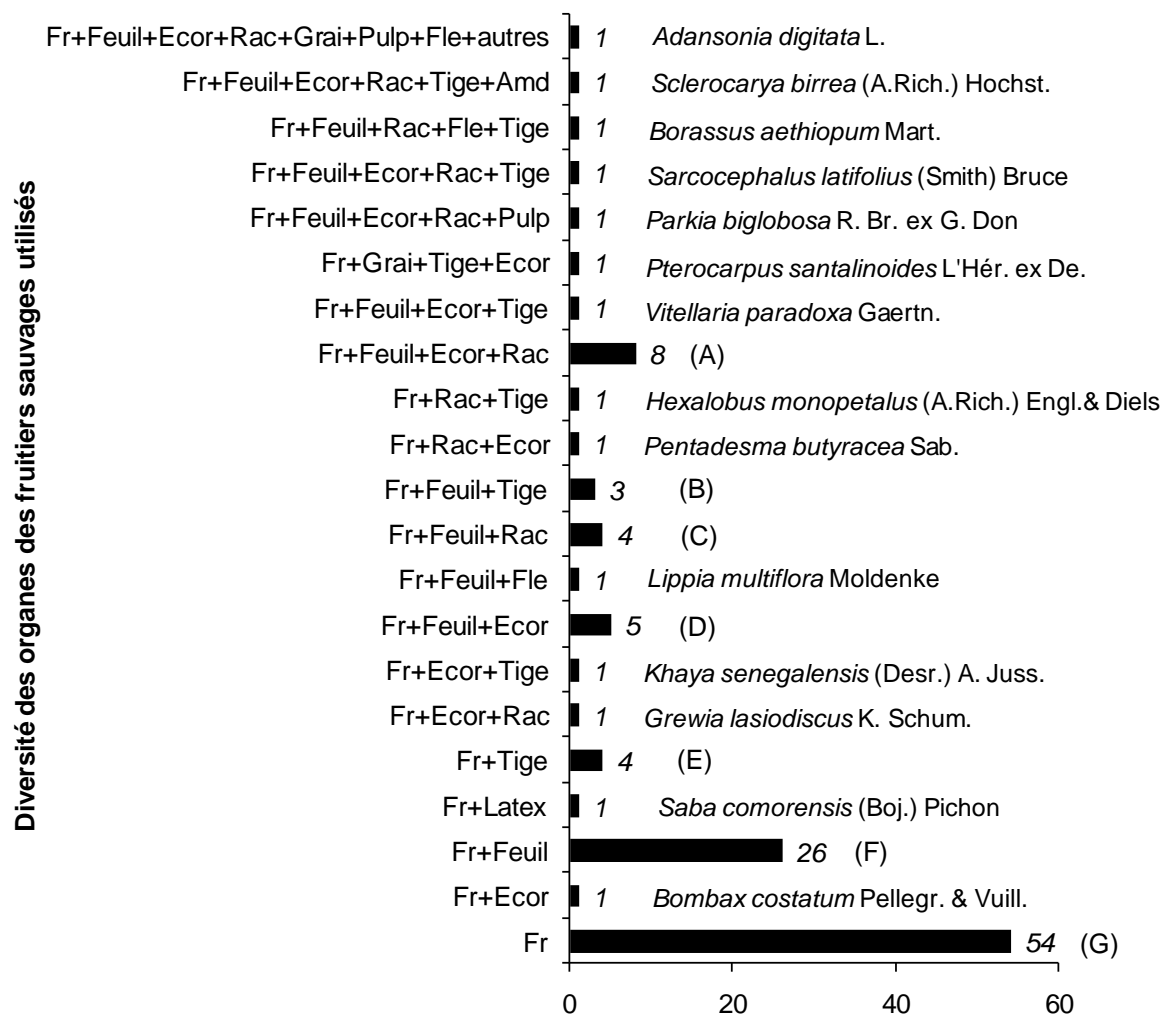 Diversité des organes des fruitiers sauvages utilisés
Fr+Feuil+Ecor+Rac+Grai+Pulp+Fle+autres 1 Adansonia digitata L.
Fr+Feuil+Ecor+Rac+Tige+Amd 1 Sclerocarya birrea (A.Rich.) Hochst.
Fr+Feuil+Rac+Fle+Tige 1 Borassus aethiopum Mart.
Fr+Feuil+Ecor+Rac+Tige 1 Sarcocephalus latifolius (Smith) Bruce
Fr+Feuil+Ecor+Rac+Pulp 1 Parkia biglobosa R. Br. ex G. Don
Fr+Grai+Tige+Ecor 1 Pterocarpus santalinoides L'Hér. ex De.
Fr+Feuil+Ecor+Tige 1 Vitellaria paradoxa Gaertn.
Fr+Feuil+Ecor+Rac 8 (A)
Fr+Rac+Tige 1 Hexalobus monopetalus (A.Rich.) Engl.& Diels
Fr+Rac+Ecor 1 Pentadesma butyracea Sab.
Fr+Feuil+Tige 3 (B)
Fr+Feuil+Rac 4 (C)
Fr+Feuil+Fle 1 Lippia multiflora Moldenke
Fr+Feuil+Ecor 5 (D)
Fr+Ecor+Tige 1 Khaya senegalensis (Desr.) A. Juss.
Fr+Ecor+Rac 1 Grewia lasiodiscus K. Schum.
Fr+Tige 4 (E)
Fr+Latex 1 Saba comorensis (Boj.) Pichon
Fr+Feuil 26 (F)
Fr+Ecor 1 Bombax costatum Pellegr. & Vuill.
Fr 54 (G)
0 20 40 60